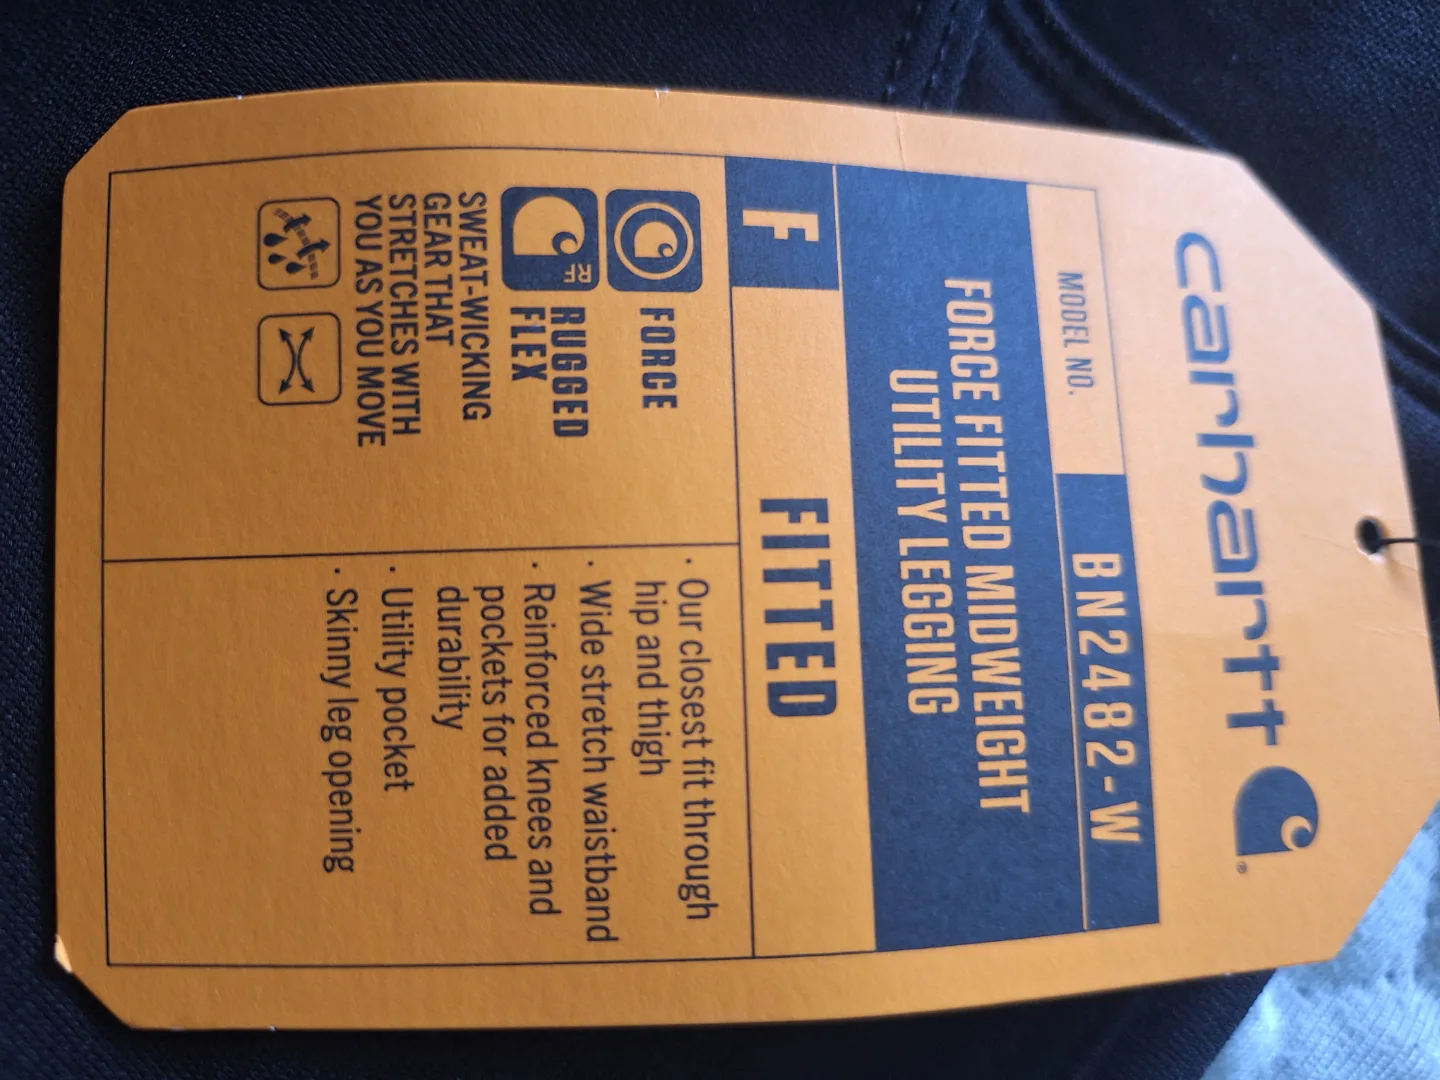 carhartt
®
MODEL NO. BN2482-W
FORCE FITTED MIDWEIGHT
UTILITY LEGGING
F FITTED
FORCE
RF
RUGGED
FLEX
SWEAT-WICKING
GEAR THAT
STRETCHES WITH
YOU AS YOU MOVE
· Our closest fit through
hip and thigh
· Wide stretch waistband
· Reinforced knees and
pockets for added
durability
· Utility pocket
· Skinny leg opening